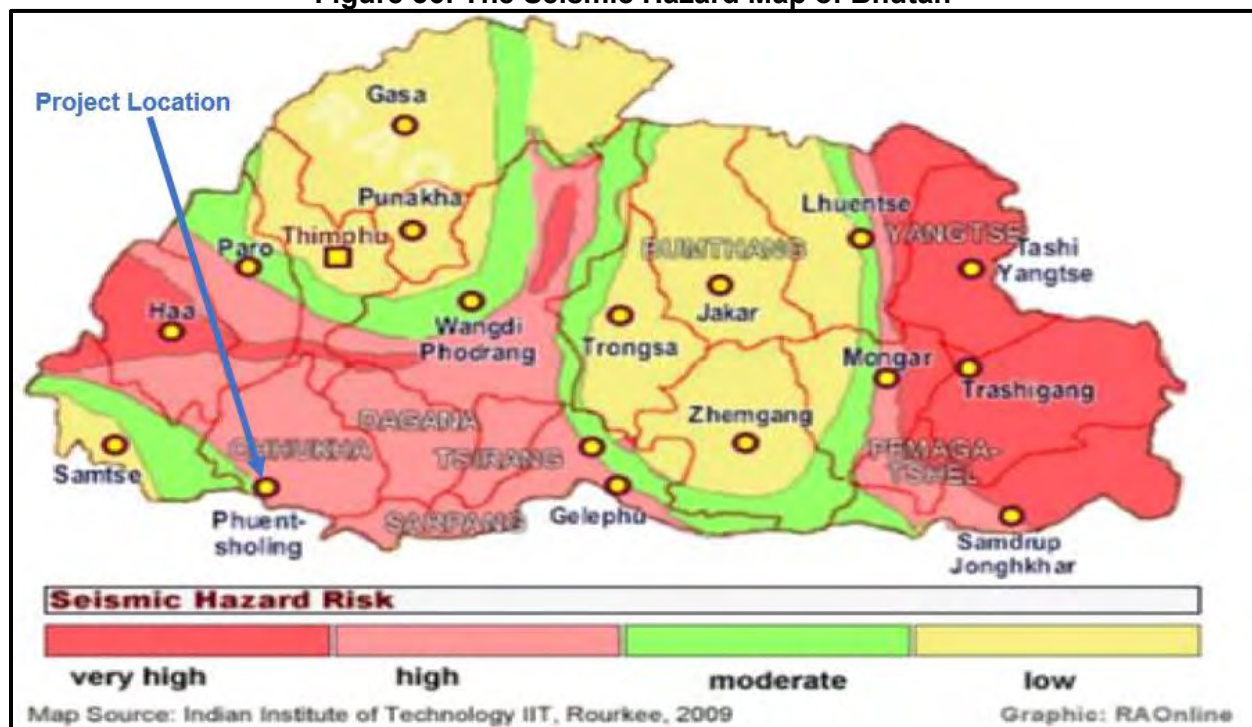 Project Location
Gasa
Punakha
Thimphu
Paro
Haa
Wangdi
Phodrang
Trongsa
BUMTHANG
Jakar
Lhuentse
YANGTSE
Tashi
Yangtse
Mongar
Trashigang
Zhemgang
DAGANA
CHHUKHA
TSIRANG
PEMAGA-
TSHEL
Samtse
Phuent-
sholing
SARPANG
Gelephu
Samdrup
Jonghkhar
Seismic Hazard Risk
very high
high
moderate
low
Map Source: Indian Institute of Technology IIT, Rourkee, 2009
Graphic: RAOnline